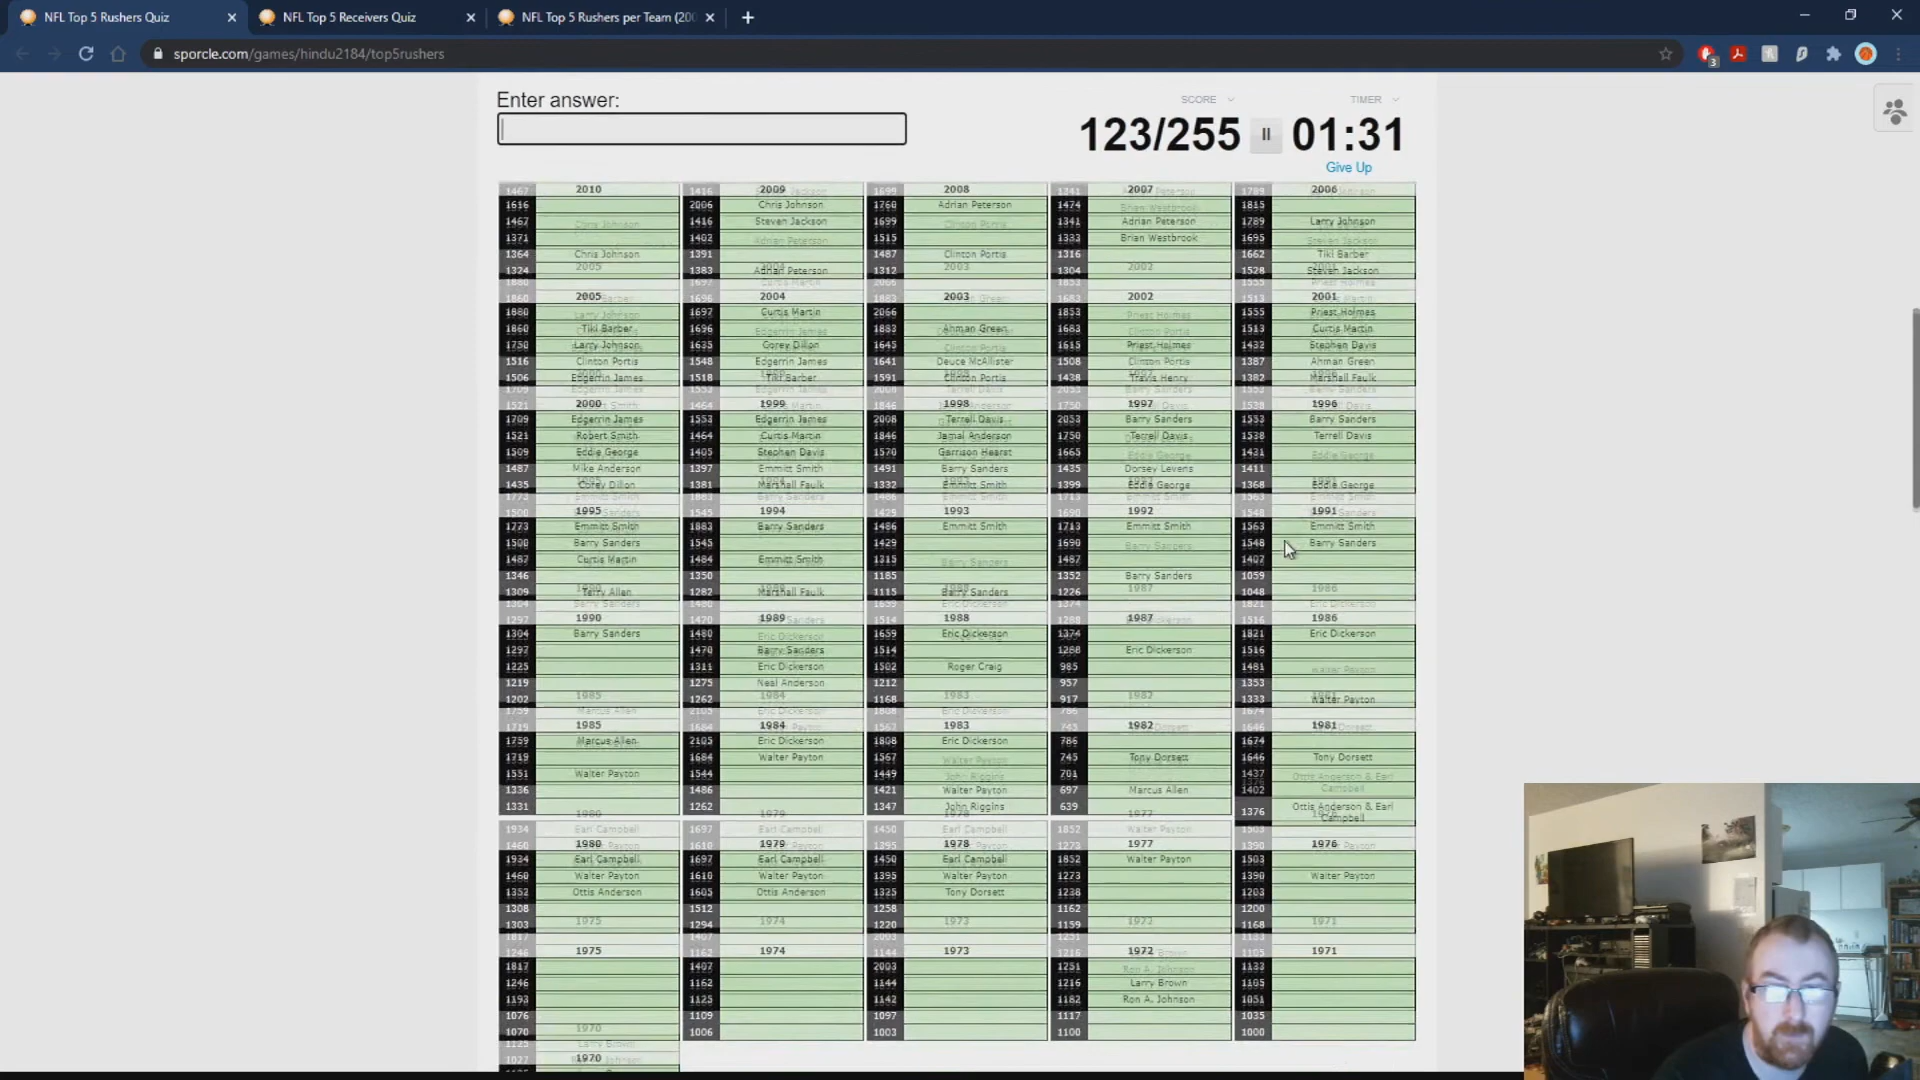 NFL Top 5 Rushers Quiz
NFL Top 5 Receivers Quiz
NFL Top 5 Rushers per Team (200
sporcle.com/games/hindu2184/top5rushers
3
Enter answer:
SCORE
TIMER
123/255
01:31
Give Up
2010 2009 2008 2007 2006
1616 2006 Chris Johnson 1760 Adrian Peterson 1474 1815
1467 1416 Steven Jackson 1699 1341 Adrian Peterson 1789 Larry Johnson
1371 1402 1515 1333 Brian Westbrook 1695
1364 Chris Johnson 1391 1487 Clinton Portis 1316 1662 Tiki Barber
1324 1383 Adrian Peterson 1312 1304 1528 Steven Jackson
2005 2004 2003 2002 2001
1880 1697 Curtis Martin 2066 1853 1555 Priest Holmes
1860 Tiki Barber 1696 1883 Ahman Green 1683 1513 Curtis Martin
1750 Larry Johnson 1635 Corey Dillon 1645 1615 Priest Holmes 1432 Stephen Davis
1516 Clinton Portis 1548 Edgerrin James 1641 Deuce McAllister 1508 Clinton Portis 1387 Ahman Green
1506 Edgerrin James 1518 Tiki Barber 1591 Clinton Portis 1438 Travis Henry 1382 Marshall Faulk
2000 1999 1998 1997 1996
1709 Edgerrin James 1553 Edgerrin James 2008 Terrell Davis 2053 Barry Sanders 1553 Barry Sanders
1521 Robert Smith 1464 Curtis Martin 1846 Jamal Anderson 1750 Terrell Davis 1538 Terrell Davis
1509 Eddie George 1405 Stephen Davis 1570 Garrison Hearst 1665 1431
1487 Mike Anderson 1397 Emmitt Smith 1491 Barry Sanders 1435 Dorsey Levens 1411
1435 Corey Dillon 1381 Marshall Faulk 1332 Emmitt Smith 1399 Eddie George 1368 Eddie George
1995 1994 1993 1992 1991
1773 Emmitt Smith 1883 Barry Sanders 1486 Emmitt Smith 1713 Emmitt Smith 1563 Emmitt Smith
1500 Barry Sanders 1545 1429 1690 1548 Barry Sanders
1487 Curtis Martin 1484 Emmitt Smith 1315 1487 1407
1346 1350 1185 1352 Barry Sanders 1059
1309 Terry Allen 1282 Marshall Faulk 1115 Barry Sanders 1226 1048
1990 1989 1988 1987 1986
1304 Barry Sanders 1480 1659 Eric Dickerson 1374 1821 Eric Dickerson
1297 1470 Barry Sanders 1514 1288 Eric Dickerson 1516
1225 1311 Eric Dickerson 1502 Roger Craig 985 1481
1219 1275 Neal Anderson 1212 957 1353
1202 1262 1168 917 1333 Walter Payton
1985 1984 1983 1982 1981
1759 Marcus Allen 2105 Eric Dickerson 1808 Eric Dickerson 786 1674
1719 1684 Walter Payton 1567 745 Tony Dorsett 1646 Tony Dorsett
1551 Walter Payton 1544 1449 701 1437
1336 1486 1421 Walter Payton 697 Marcus Allen 1402
1331 1262 1347 John Riggins 639 1376 Ottis Anderson & Earl Campbell
1980 1979 1978 1977 1976
1934 Earl Campbell 1697 Earl Campbell 1450 Earl Campbell 1852 Walter Payton 1503
1460 Walter Payton 1610 Walter Payton 1395 Walter Payton 1273 1390 Walter Payton
1352 Ottis Anderson 1605 Ottis Anderson 1325 Tony Dorsett 1238 1203
1308 1512 1258 1162 1200
1303 1294 1220 1159 1168
1975 1974 1973 1972 1971
1817 1407 2003 1251 1133
1246 1162 1144 1216 Larry Brown 1105
1193 1125 1142 1182 Ron A. Johnson 1051
1076 1109 1097 1117 1035
1070 1006 1003 1100 1000
1970